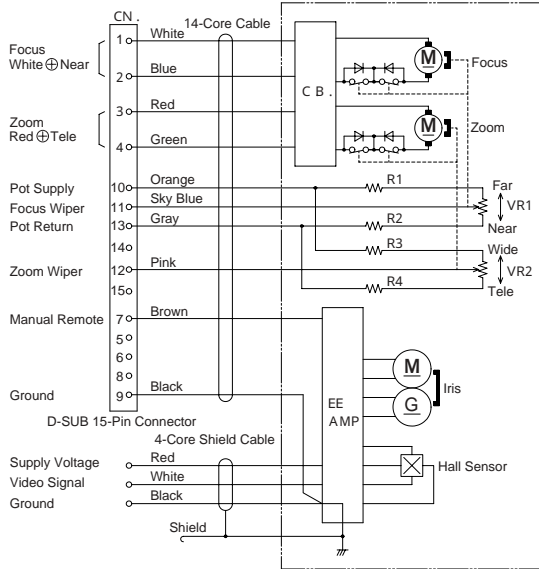 CN.
14-Core Cable
Focus
White ⊕ Near
1
White
2
Blue
C B.
M
Focus
Zoom
Red ⊕ Tele
3
Red
4
Green
M
Zoom
Pot Supply
10
Orange
R1
Far
Focus Wiper
11
Sky Blue
VR1
Pot Return
13
Gray
R2
Near
14
R3
Wide
Zoom Wiper
12
Pink
VR2
15
R4
Tele
Manual Remote
7
Brown
5
6
8
M
G
Iris
Ground
9
Black
EE
AMP
D-SUB 15-Pin Connector
4-Core Shield Cable
Supply Voltage
Red
Hall Sensor
Video Signal
White
Ground
Black
Shield